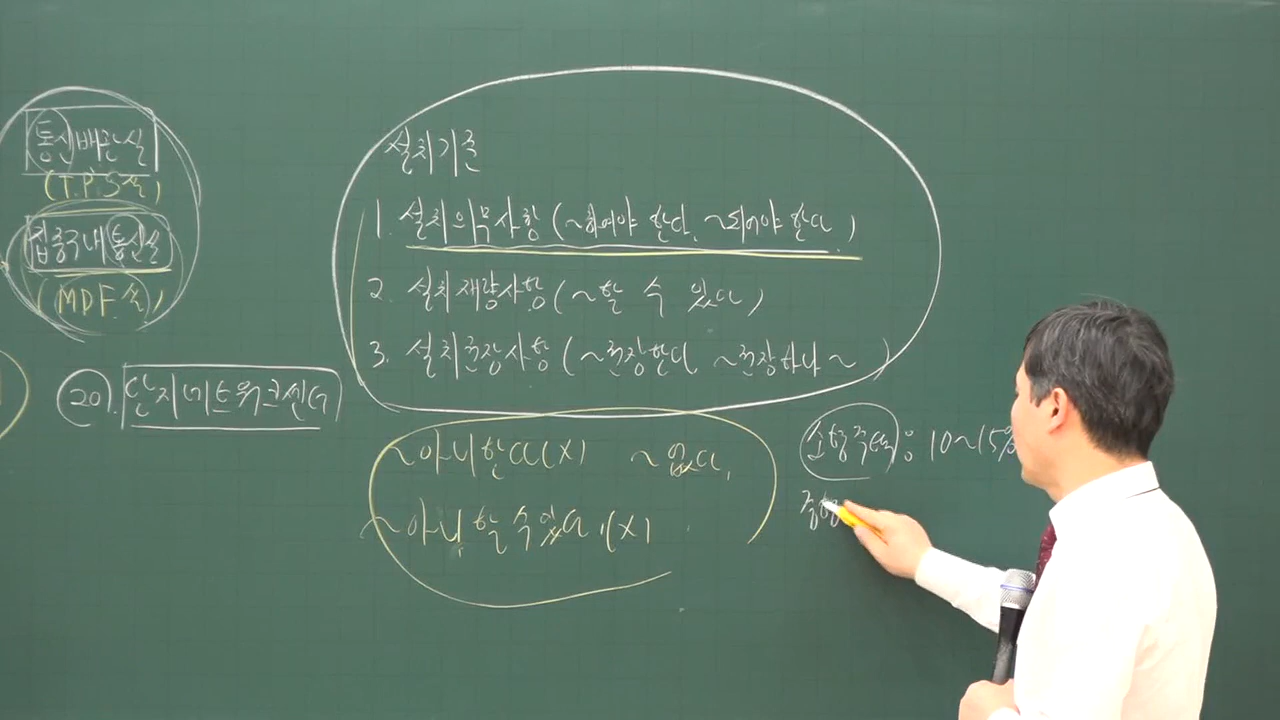 통신배관실
(T.P.S실)
집중구내통신실
(MDF실)
20. 단지네트워크센터
설치기준
1. 설치의무사항 (~하여야 한다, ~되어야 한다.)
2. 설치재량사항 (~할 수 있다)
3. 설치권장사항 (~권장한다 ~권장하나~)
~아니한다(X) ~없다.
~아니할 수 있다.(X)
소형주택: 10~15%
중형